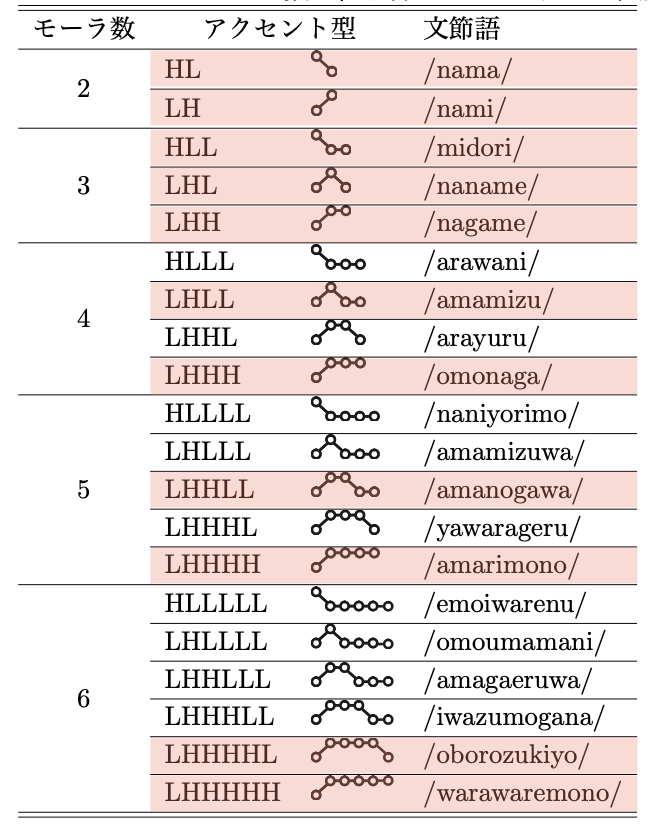 モーラ数 アクセント型 文節語
2
HL /nama/
LH /nami/
3
HLL /midori/
LHL /naname/
LHH /nagame/
4
HLLL /arawani/
LHLL /amamizu/
LHHL /arayuru/
LHHH /omonaga/
5
HLLLL /naniyorimo/
LHLLL /amamizuwa/
LHHLL /amanogawa/
LHHHL /yawarageru/
LHHHH /amarimono/
6
HLLLLL /emoiwarenu/
LHLLLL /omoumamani/
LHHLLL /amagaeruwa/
LHHHLL /iwazumogana/
LHHHHL /oborozukiyo/
LHHHHH /warawaremono/